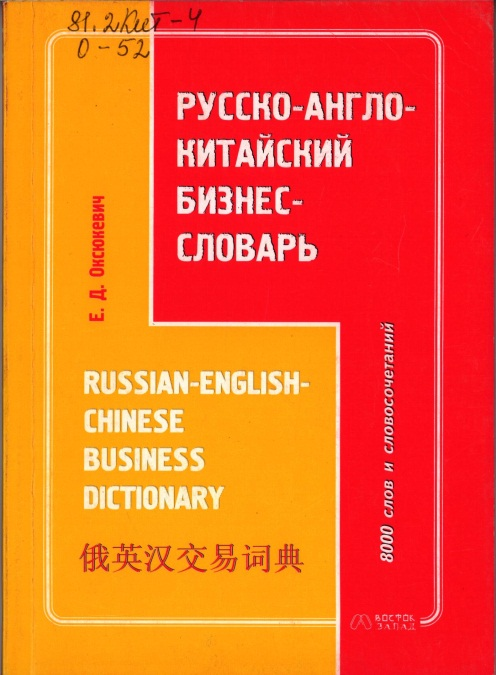 81.2Кит-4
О-52
РУССКО-АНГЛО-
КИТАЙСКИЙ
БИЗНЕС-
СЛОВАРЬ
Е. Д. Оксюкевич
RUSSIAN-ENGLISH-
CHINESE
BUSINESS
DICTIONARY
俄英汉交易词典
8000 слов и словосочетаний
ВОСТОК
ЗАПАД